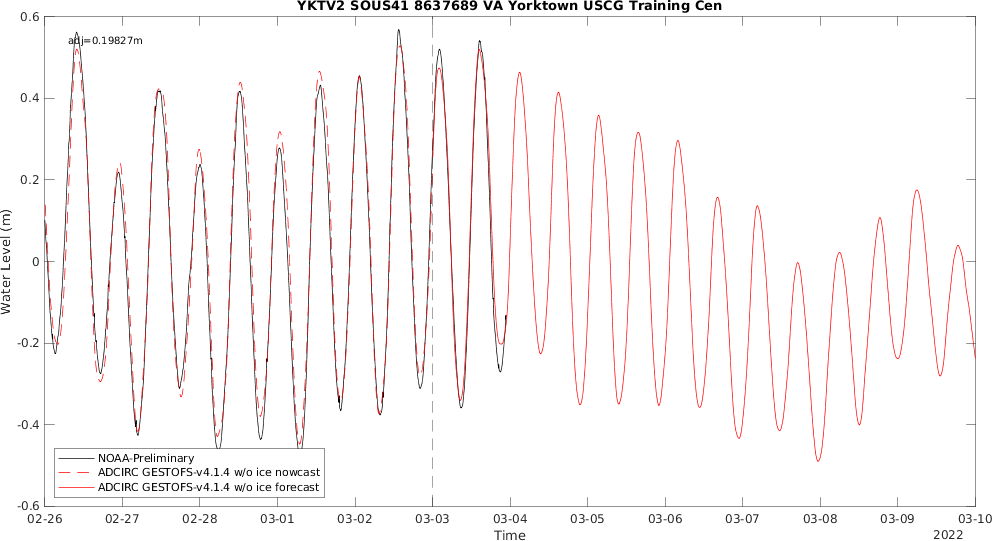 YKTV2 SOUS41 8637689 VA Yorktown USCG Training Cen
adj=0.19827m
Water Level (m)
0.6
0.4
0.2
0
-0.2
-0.4
-0.6
NOAA-Preliminary
ADCIRC GESTOFS-v4.1.4 w/o ice nowcast
ADCIRC GESTOFS-v4.1.4 w/o ice forecast
02-26 02-27 02-28 03-01 03-02 03-03 03-04 03-05 03-06 03-07 03-08 03-09 03-10
Time
2022